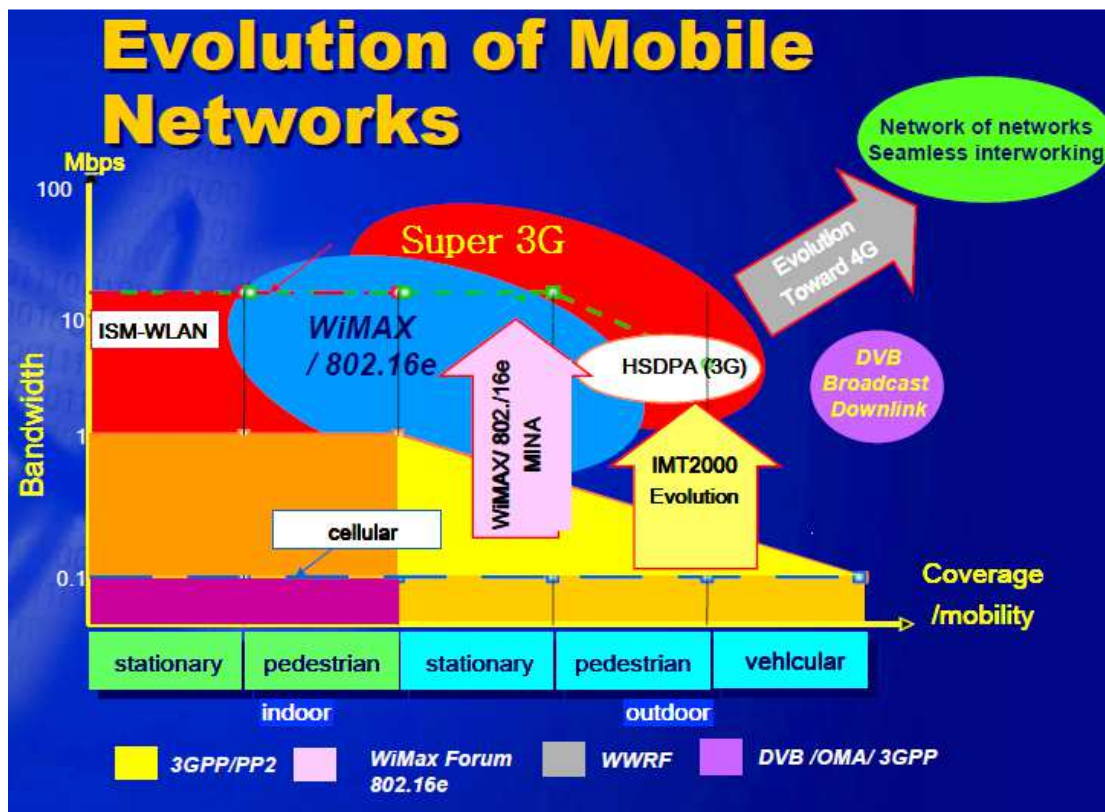 Evolution of Mobile
Networks
Mbps
100
10
1
0.1
Bandwidth
Network of networks
Seamless interworking
Evolution
Toward 4G
Super 3G
ISM-WLAN
WiMAX
/ 802.16e
HSDPA (3G)
DVB
Broadcast
Downlink
WiMAX/ 802./16e
MINA
IMT2000
Evolution
cellular
Coverage
/mobility
stationary
pedestrian
stationary
pedestrian
vehicular
indoor
outdoor
3GPP/PP2
WiMax Forum
802.16e
WWRF
DVB /OMA/ 3GPP